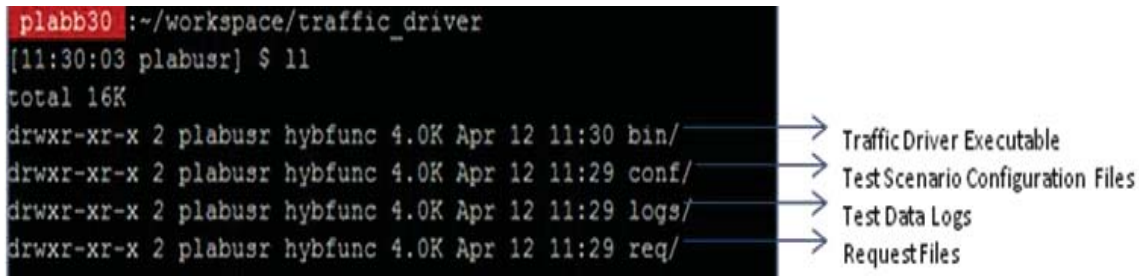 plabb30 :~/workspace/traffic_driver
[11:30:03 plabusr] $ ll
total 16K
drwxr-xr-x 2 plabusr hybfunc 4.0K Apr 12 11:30 bin/ Traffic Driver Executable
drwxr-xr-x 2 plabusr hybfunc 4.0K Apr 12 11:29 conf/ Test Scenario Configuration Files
drwxr-xr-x 2 plabusr hybfunc 4.0K Apr 12 11:29 logs/ Test Data Logs
drwxr-xr-x 2 plabusr hybfunc 4.0K Apr 12 11:29 req/ Request Files